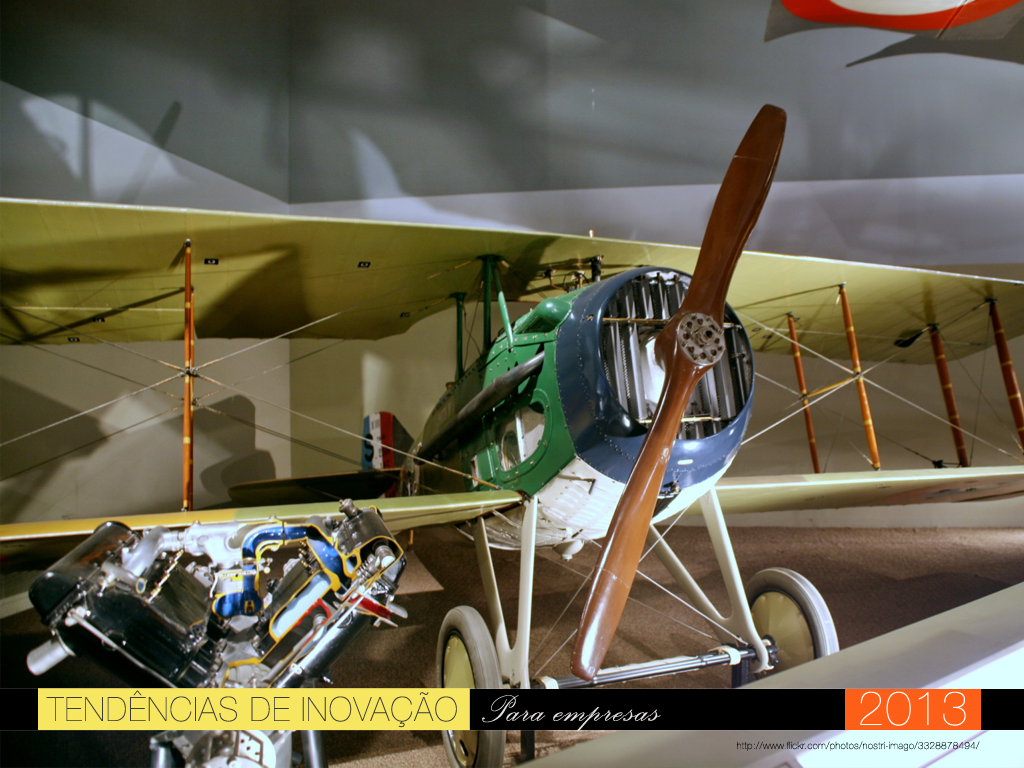 TENDÊNCIAS DE INOVAÇÃO Para empresas 2013
http://www.flickr.com/photos/nostri-imago/3328878494/